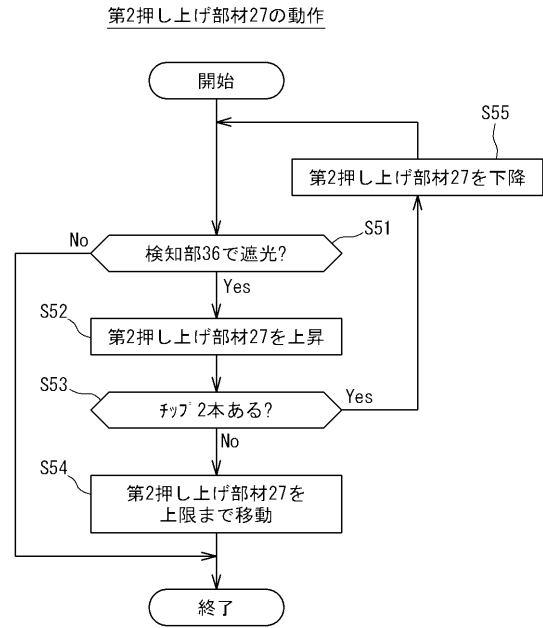 第2押し上げ部材27の動作
開始
S55
第2押し上げ部材27を下降
S51
No
検知部36で遮光?
Yes
S52
第2押し上げ部材27を上昇
S53
ﾁｯﾌﾟ2本ある?
Yes
No
S54
第2押し上げ部材27を
上限まで移動
終了